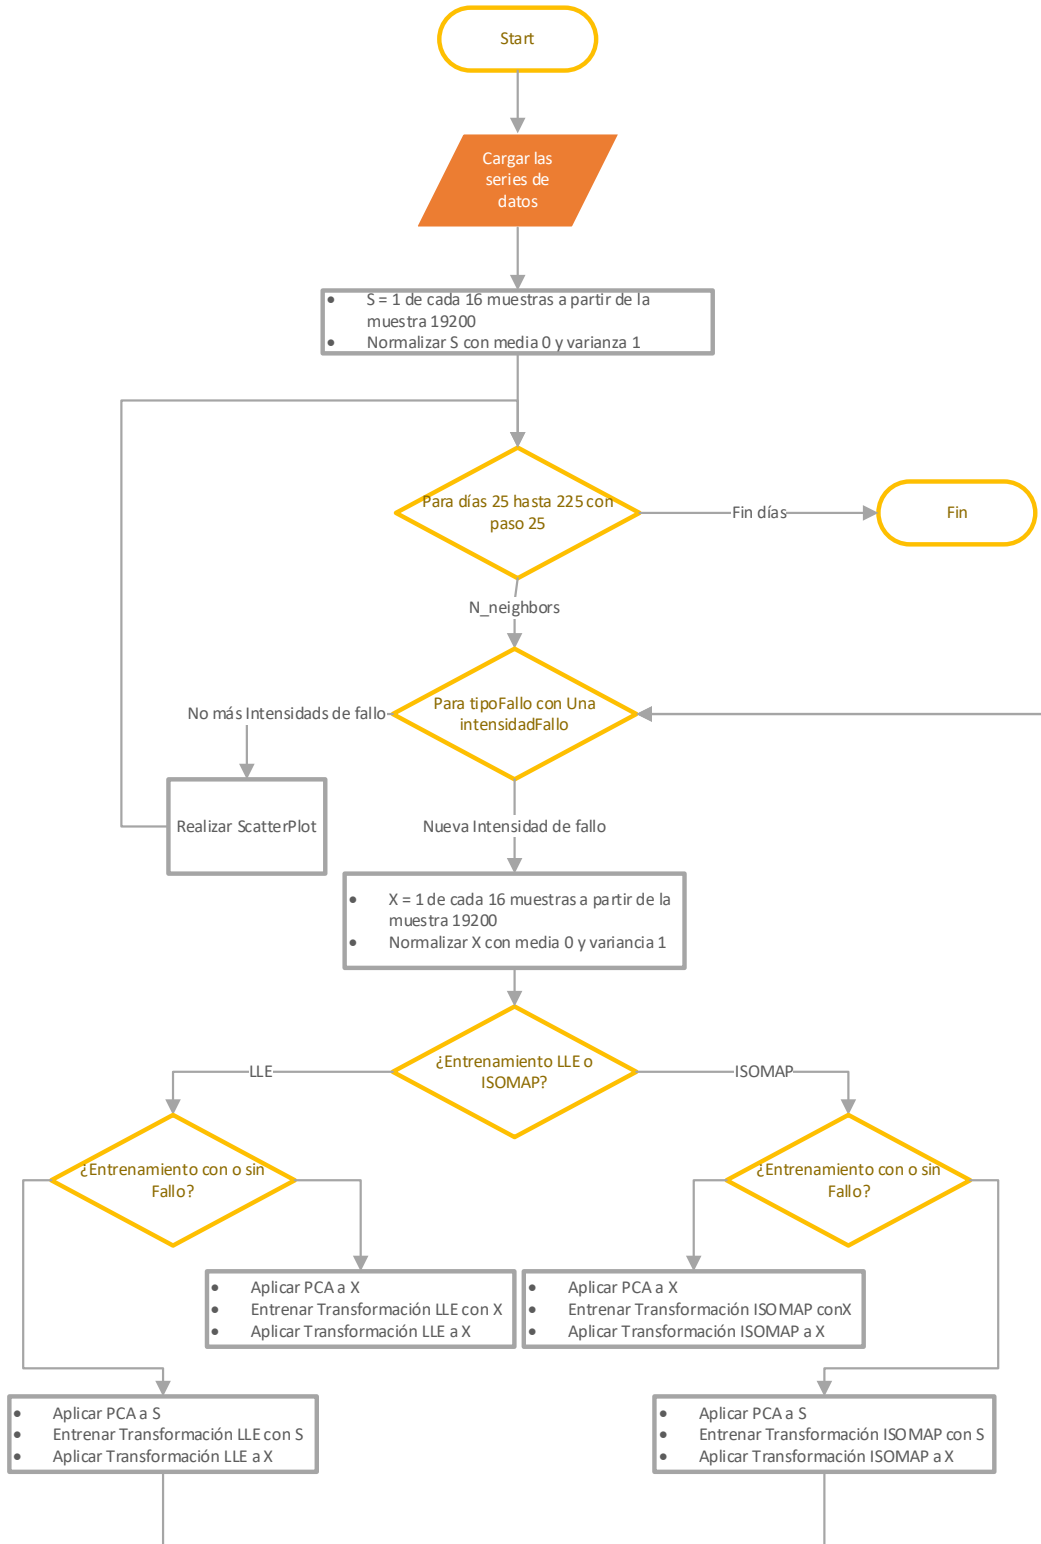 Start
Cargar las
series de
datos
• S = 1 de cada 16 muestras a partir de la
muestra 19200
• Normalizar S con media 0 y varianza 1
Para días 25 hasta 225 con
paso 25
Fin días
Fin
N_neighbors
Para tipoFallo con Una
intensidadFallo
No más Intensidads de fallo
Realizar ScatterPlot
Nueva Intensidad de fallo
• X = 1 de cada 16 muestras a partir de la
muestra 19200
• Normalizar X con media 0 y variancia 1
¿Entrenamiento LLE o
ISOMAP?
LLE
ISOMAP
¿Entrenamiento con o sin
Fallo?
¿Entrenamiento con o sin
Fallo?
• Aplicar PCA a X
• Entrenar Transformación LLE con X
• Aplicar Transformación LLE a X
• Aplicar PCA a X
• Entrenar Transformación ISOMAP conX
• Aplicar Transformación ISOMAP a X
• Aplicar PCA a S
• Entrenar Transformación LLE con S
• Aplicar Transformación LLE a X
• Aplicar PCA a S
• Entrenar Transformación ISOMAP con S
• Aplicar Transformación ISOMAP a X